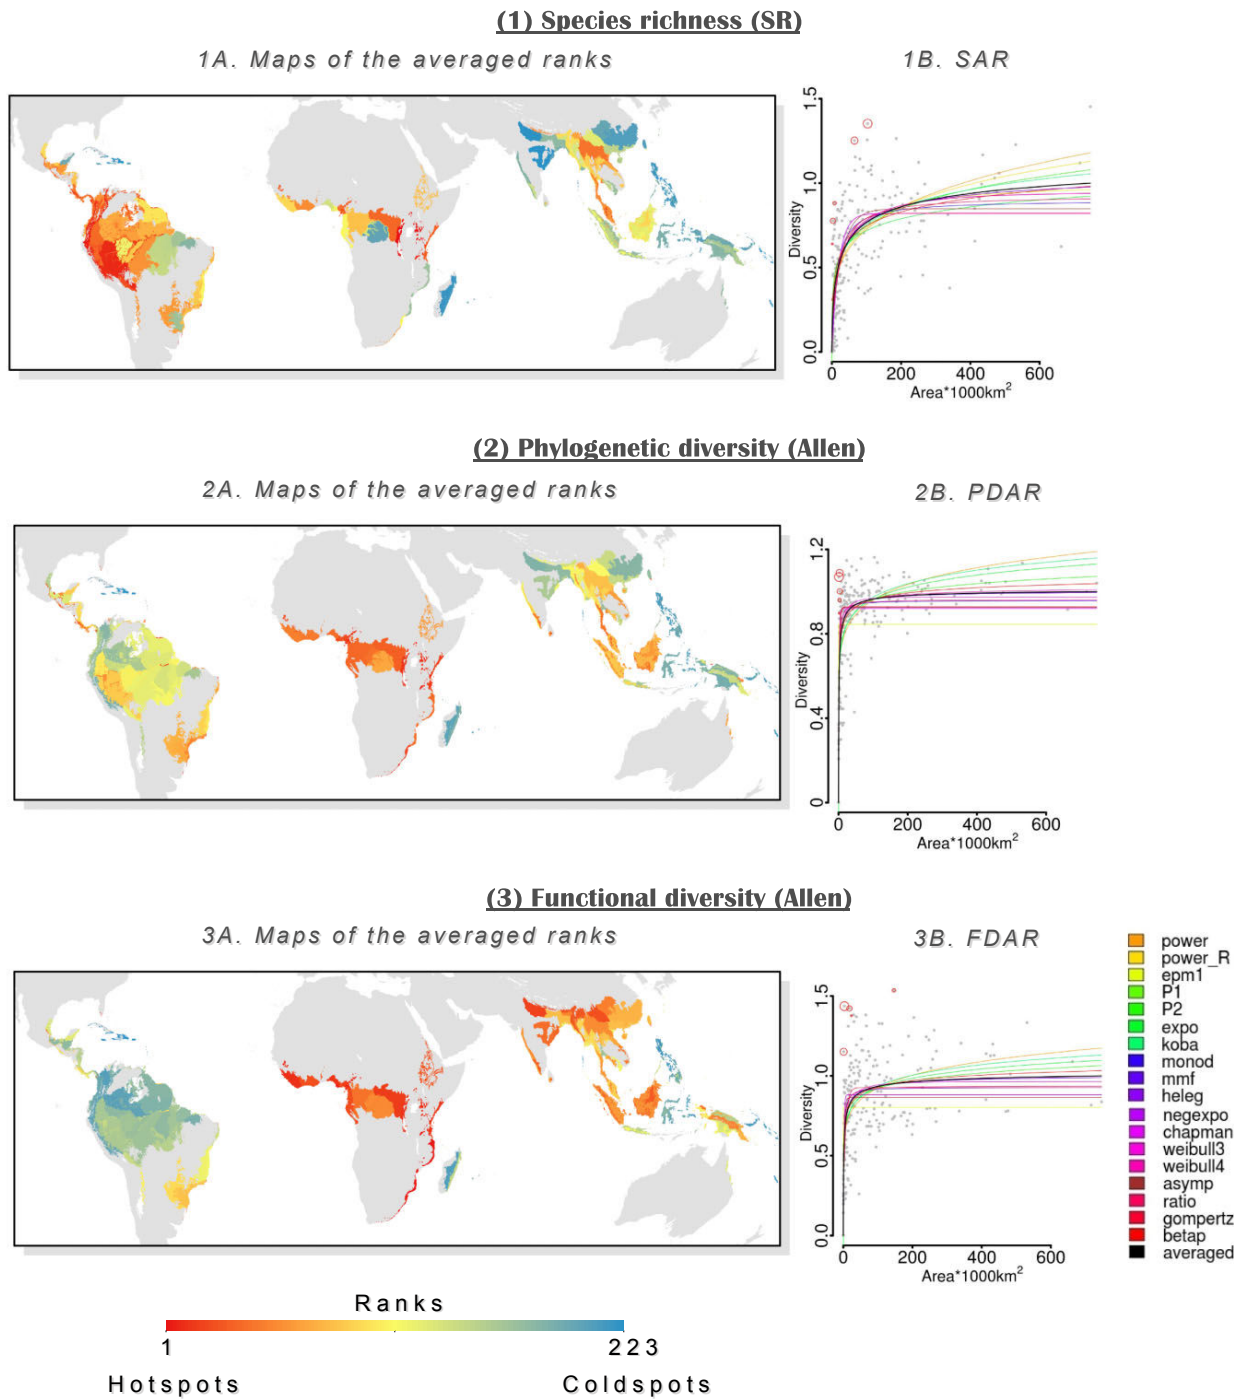 (1) Species richness (SR)
1A. Maps of the averaged ranks
1B. SAR
Diversity
0.0
0.5
1.0
1.5
0
200
400
600
Area*1000km²
(2) Phylogenetic diversity (Allen)
2A. Maps of the averaged ranks
2B. PDAR
Diversity
0
0.4
0.8
1.2
0
200
400
600
Area*1000km²
(3) Functional diversity (Allen)
3A. Maps of the averaged ranks
3B. FDAR
Diversity
0.0
0.5
1.0
1.5
0
200
400
600
Area*1000km²
power
power_R
epm1
P1
P2
expo
koba
monod
mmf
heleg
negexpo
chapman
weibull3
weibull4
asymp
ratio
gompertz
betap
averaged
Ranks
1
223
Hotspots
Coldspots